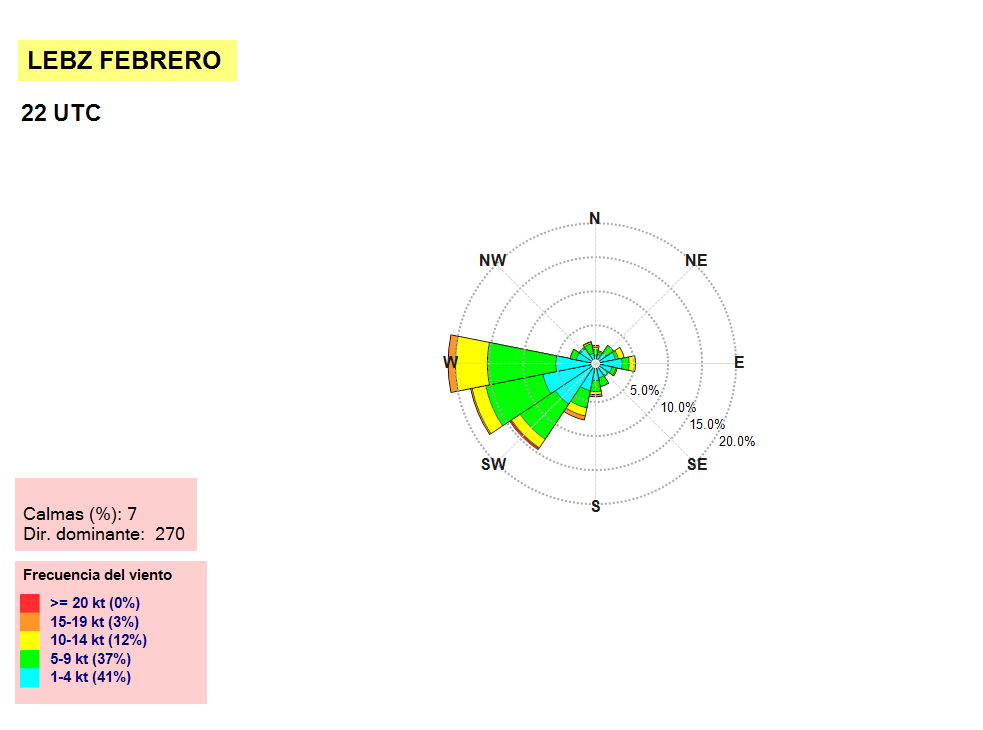 LEBZ FEBRERO
22 UTC
N
NW
NE
W
E
5.0%
10.0%
15.0%
20.0%
SW
SE
S
Calmas (%): 7
Dir. dominante: 270
Frecuencia del viento
>= 20 kt (0%)
15-19 kt (3%)
10-14 kt (12%)
5-9 kt (37%)
1-4 kt (41%)